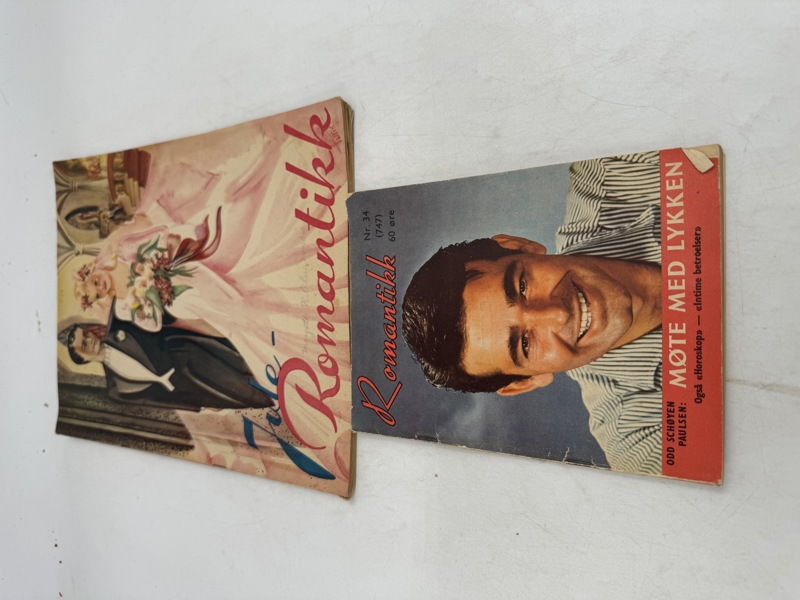 Jule-
Romantikk
Romantikk
Nr. 34
(747)
60 øre
ODD SCHØYEN
PAULSEN:
MØTE MED LYKKEN
Også «Horoskop» — «Intime betroelser»